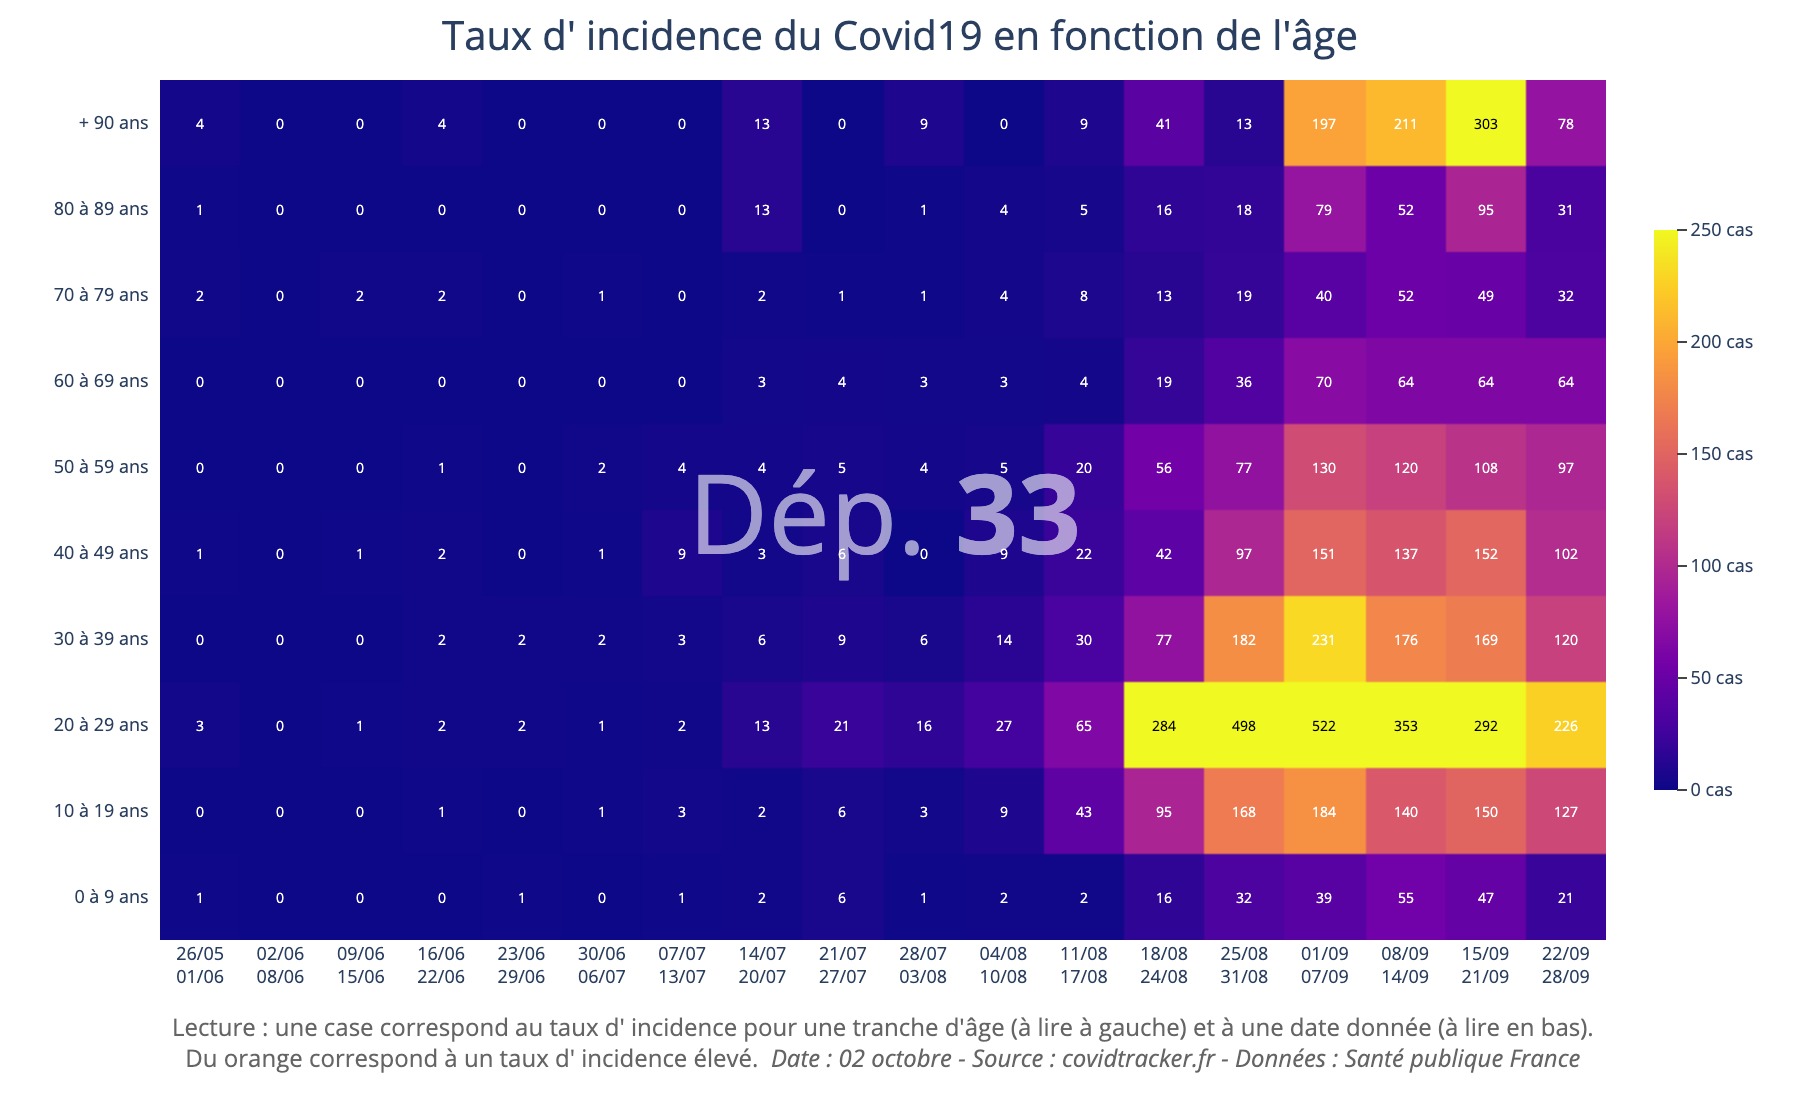 Taux d' incidence du Covid19 en fonction de l'âge
+ 90 ans 4 0 0 4 0 0 0 13 0 9 0 9 41 13 197 211 303 78
80 à 89 ans 1 0 0 0 0 0 0 13 0 1 4 5 16 18 79 52 95 31
70 à 79 ans 2 0 2 2 0 1 0 2 1 1 4 8 13 19 40 52 49 32
60 à 69 ans 0 0 0 0 0 0 0 3 4 3 3 4 19 36 70 64 64 64
50 à 59 ans 0 0 0 1 0 2 4 4 5 4 5 20 56 77 130 120 108 97
Dép. 33
40 à 49 ans 1 0 1 2 0 1 9 3 6 0 9 22 42 97 151 137 152 102
30 à 39 ans 0 0 0 2 2 2 3 6 9 6 14 30 77 182 231 176 169 120
20 à 29 ans 3 0 1 2 2 1 2 13 21 16 27 65 284 498 522 353 292 226
10 à 19 ans 0 0 0 1 0 1 3 2 6 3 9 43 95 168 184 140 150 127
0 à 9 ans 1 0 0 0 1 0 1 2 6 1 2 2 16 32 39 55 47 21
26/05 02/06 09/06 16/06 23/06 30/06 07/07 14/07 21/07 28/07 04/08 11/08 18/08 25/08 01/09 08/09 15/09 22/09
01/06 08/06 15/06 22/06 29/06 06/07 13/07 20/07 27/07 03/08 10/08 17/08 24/08 31/08 07/09 14/09 21/09 28/09
250 cas
200 cas
150 cas
100 cas
50 cas
0 cas
Lecture : une case correspond au taux d' incidence pour une tranche d'âge (à lire à gauche) et à une date donnée (à lire en bas).
Du orange correspond à un taux d' incidence élevé. Date : 02 octobre - Source : covidtracker.fr - Données : Santé publique France